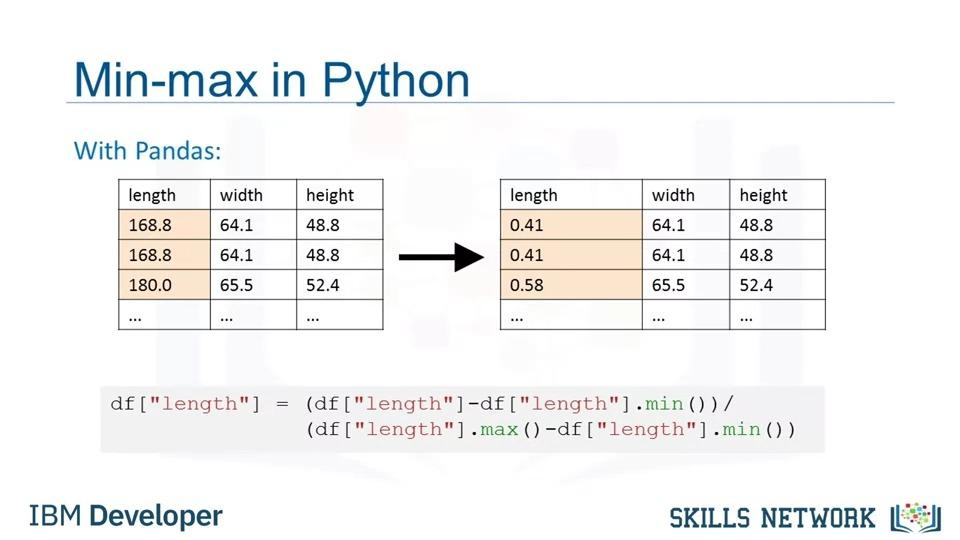 Min-max in Python
With Pandas:
length width height
168.8 64.1 48.8
168.8 64.1 48.8
180.0 65.5 52.4
... ... ...
length width height
0.41 64.1 48.8
0.41 64.1 48.8
0.58 65.5 52.4
... ... ...
df["length"] = (df["length"]-df["length"].min())/
(df["length"].max()-df["length"].min())
IBM Developer
SKILLS NETWORK